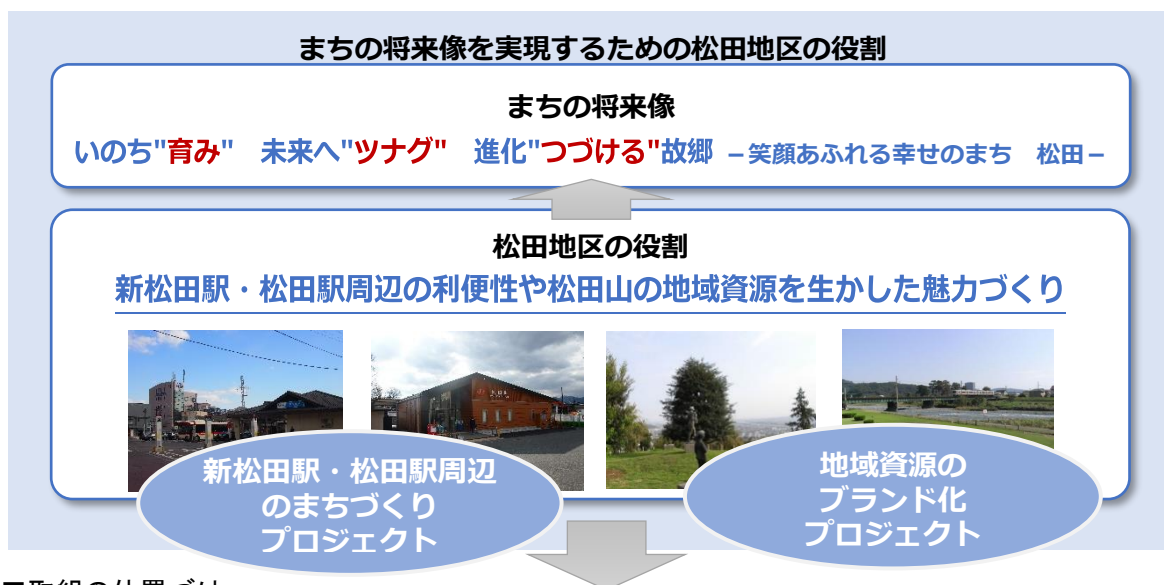 まちの将来像を実現するための松田地区の役割
まちの将来像
いのち"育み"　未来へ"ツナグ"　進化"つづける"故郷 －笑顔あふれる幸せのまち　松田－
松田地区の役割
新松田駅・松田駅周辺の利便性や松田山の地域資源を生かした魅力づくり
新松田駅・松田駅周辺
のまちづくり
プロジェクト
地域資源の
ブランド化
プロジェクト